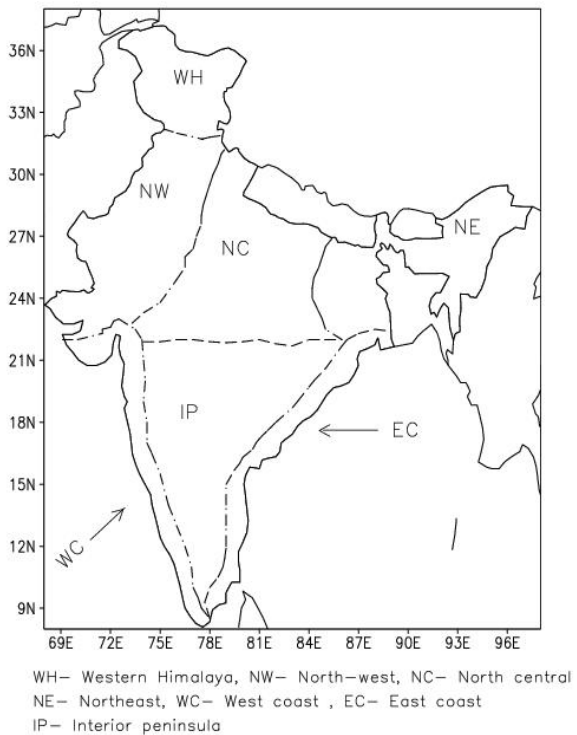 36N
WH
33N
30N
NW
27N
NC
NE
24N
21N
IP
18N
EC
15N
WC
12N
9N
69E 72E 75E 78E 81E 84E 87E 90E 93E 96E
WH– Western Himalaya, NW– North–west, NC– North central
NE– Northeast, WC– West coast , EC– East coast
IP– Interior peninsula